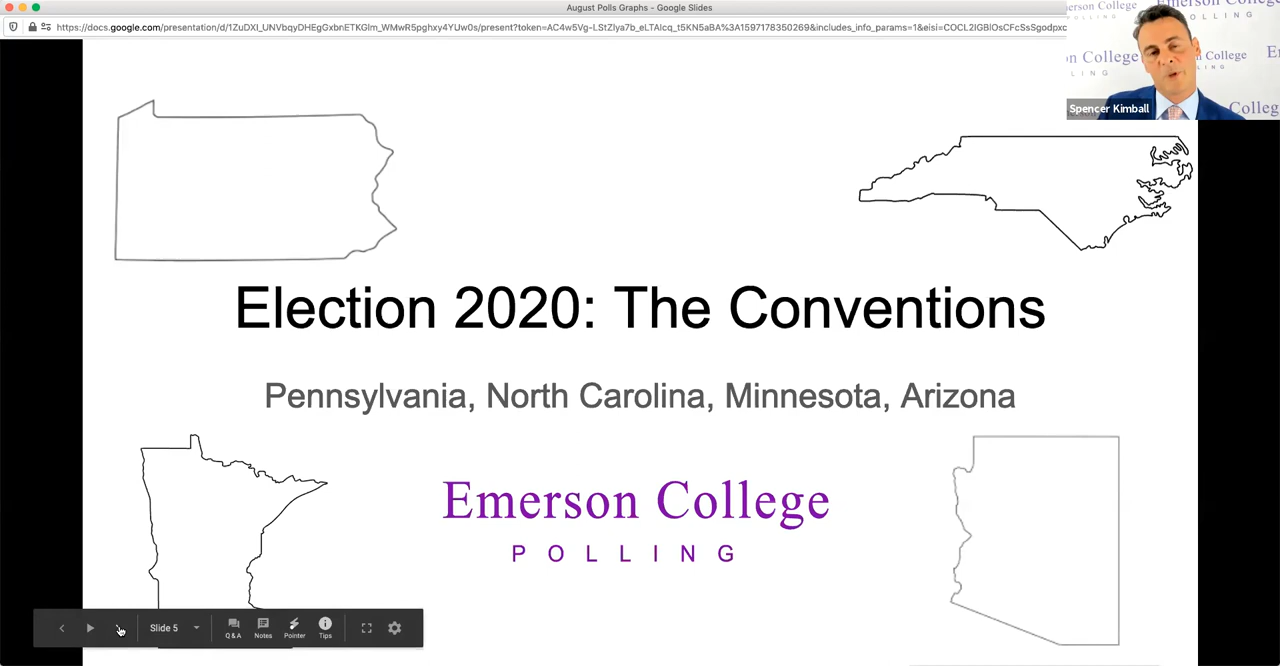 August Polls Graphs - Google Slides
Spencer Kimball
Election 2020: The Conventions
Pennsylvania, North Carolina, Minnesota, Arizona
Emerson College
POLLING
Slide 5
Q&A
Notes
Pointer
Tips